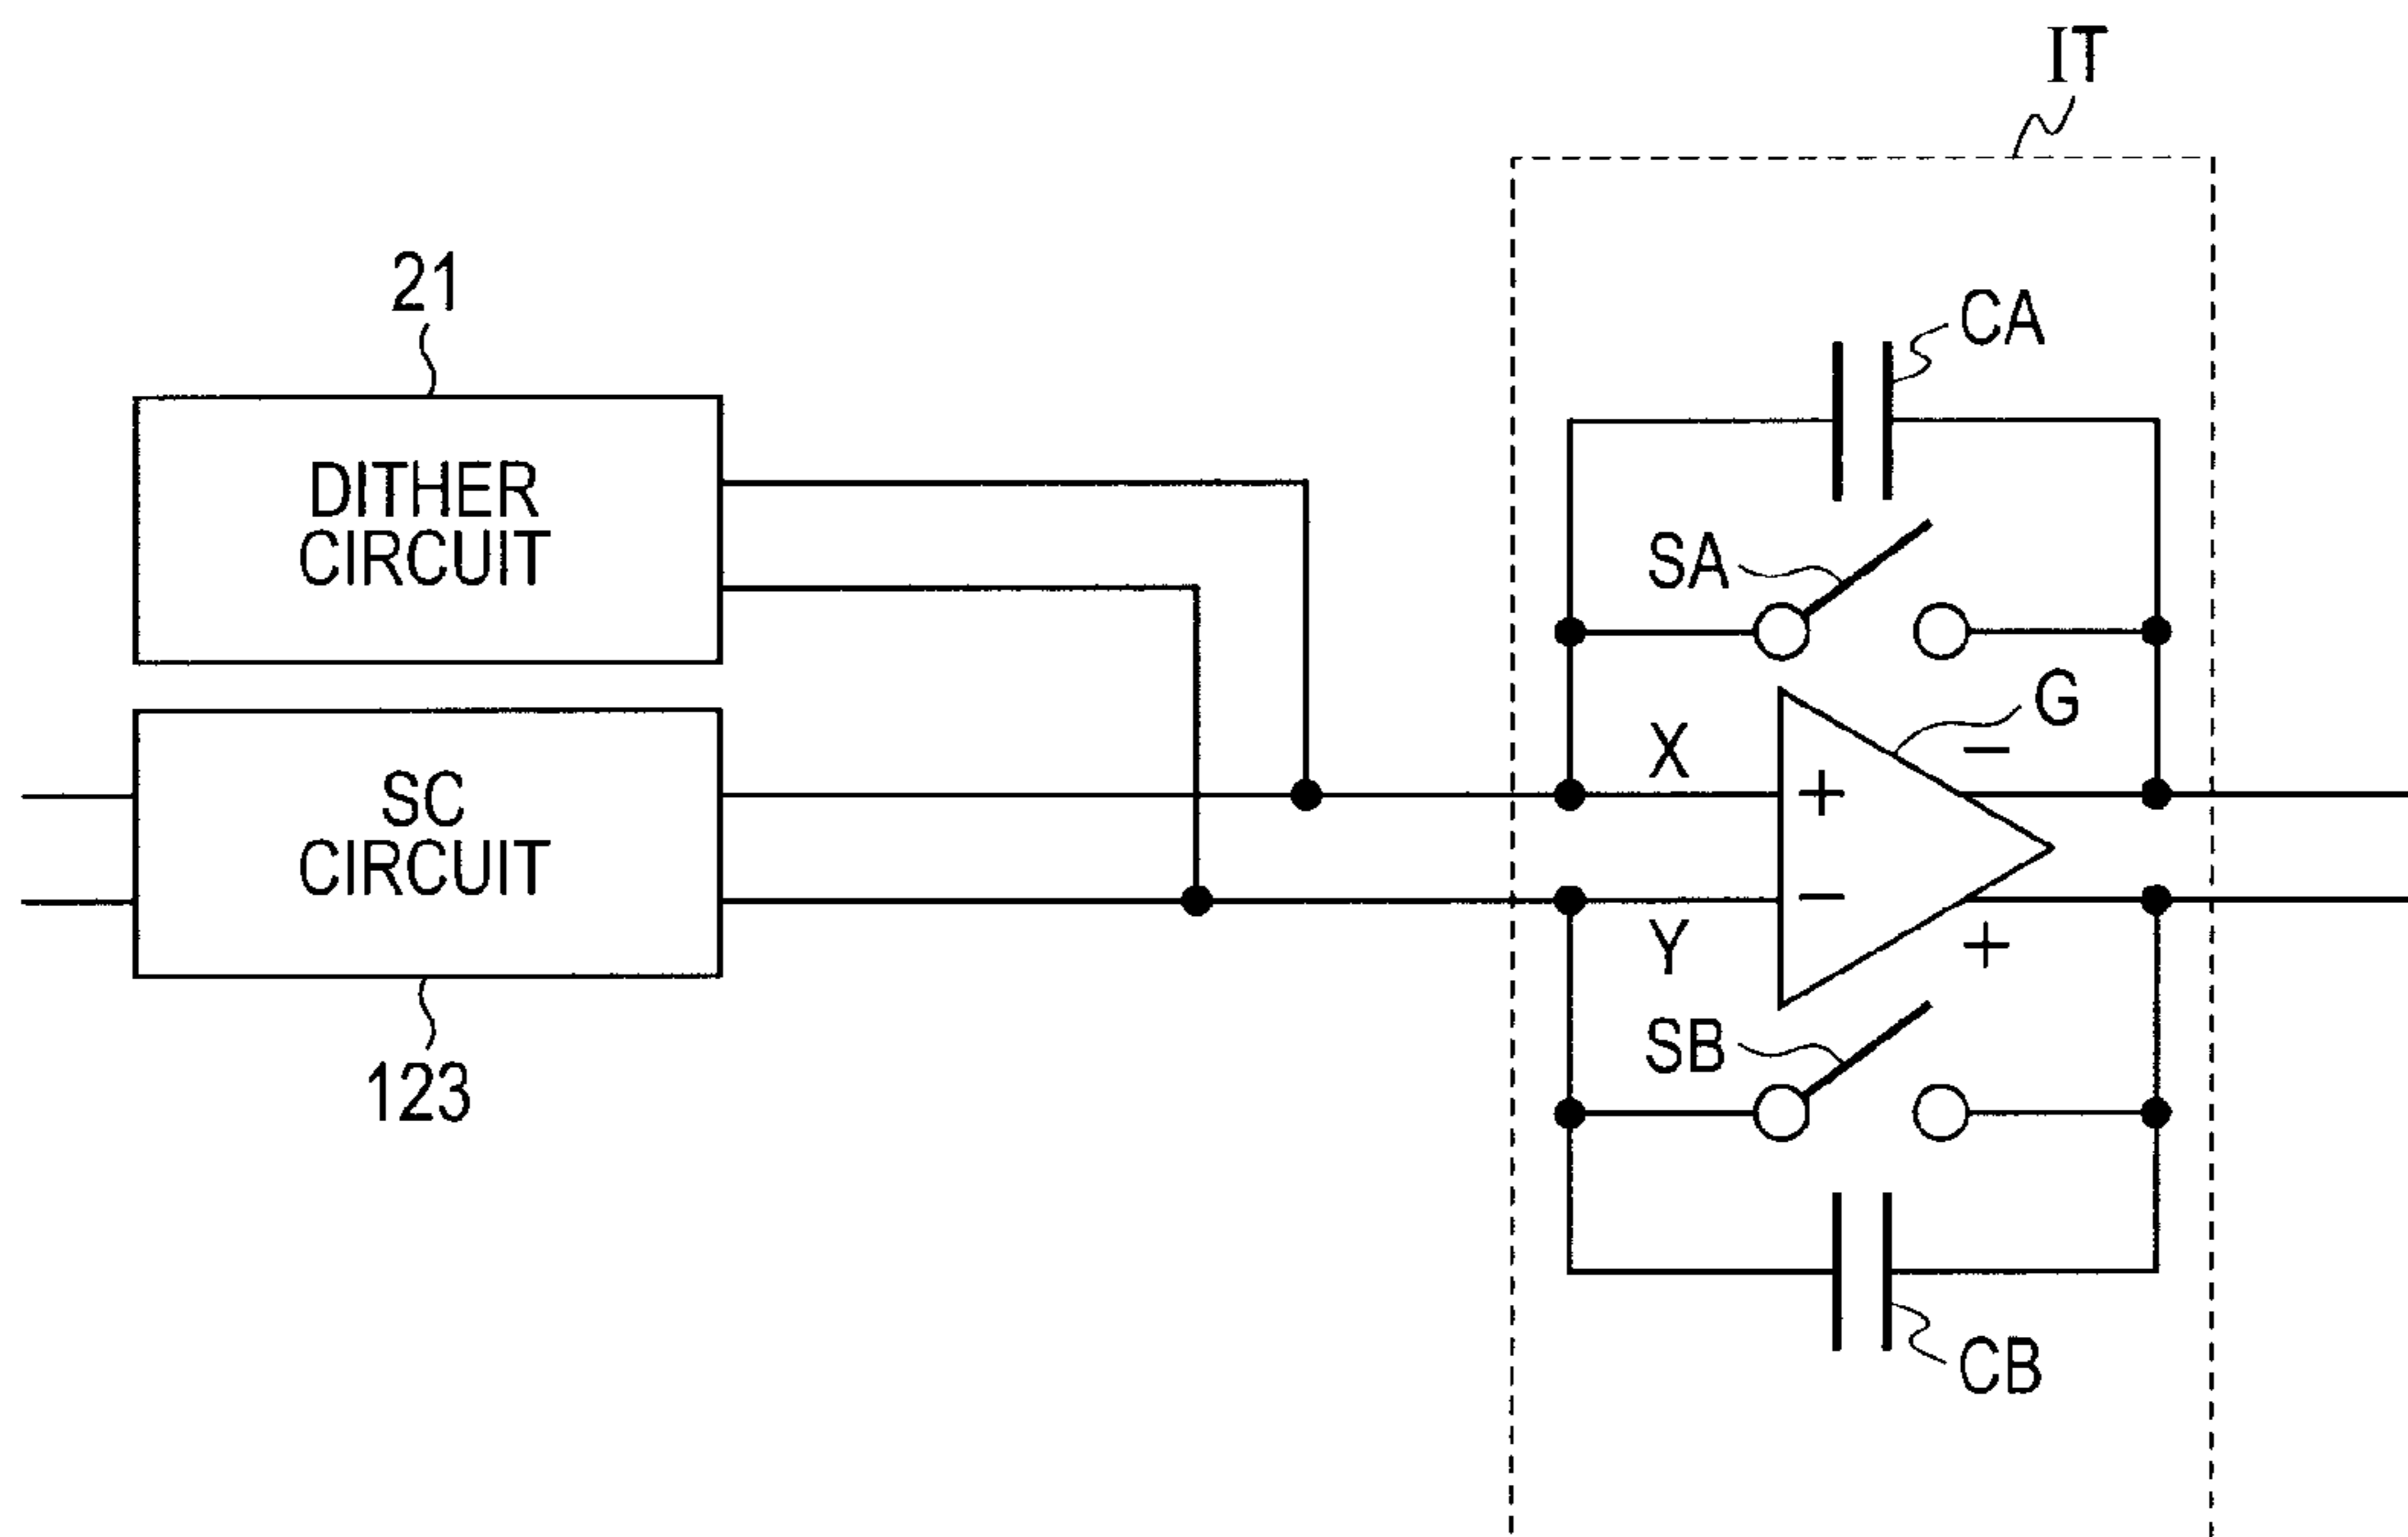 IT
21
CA
DITHER
CIRCUIT
SA
G
X
+
−
SC
CIRCUIT
−
Y
+
SB
123
CB